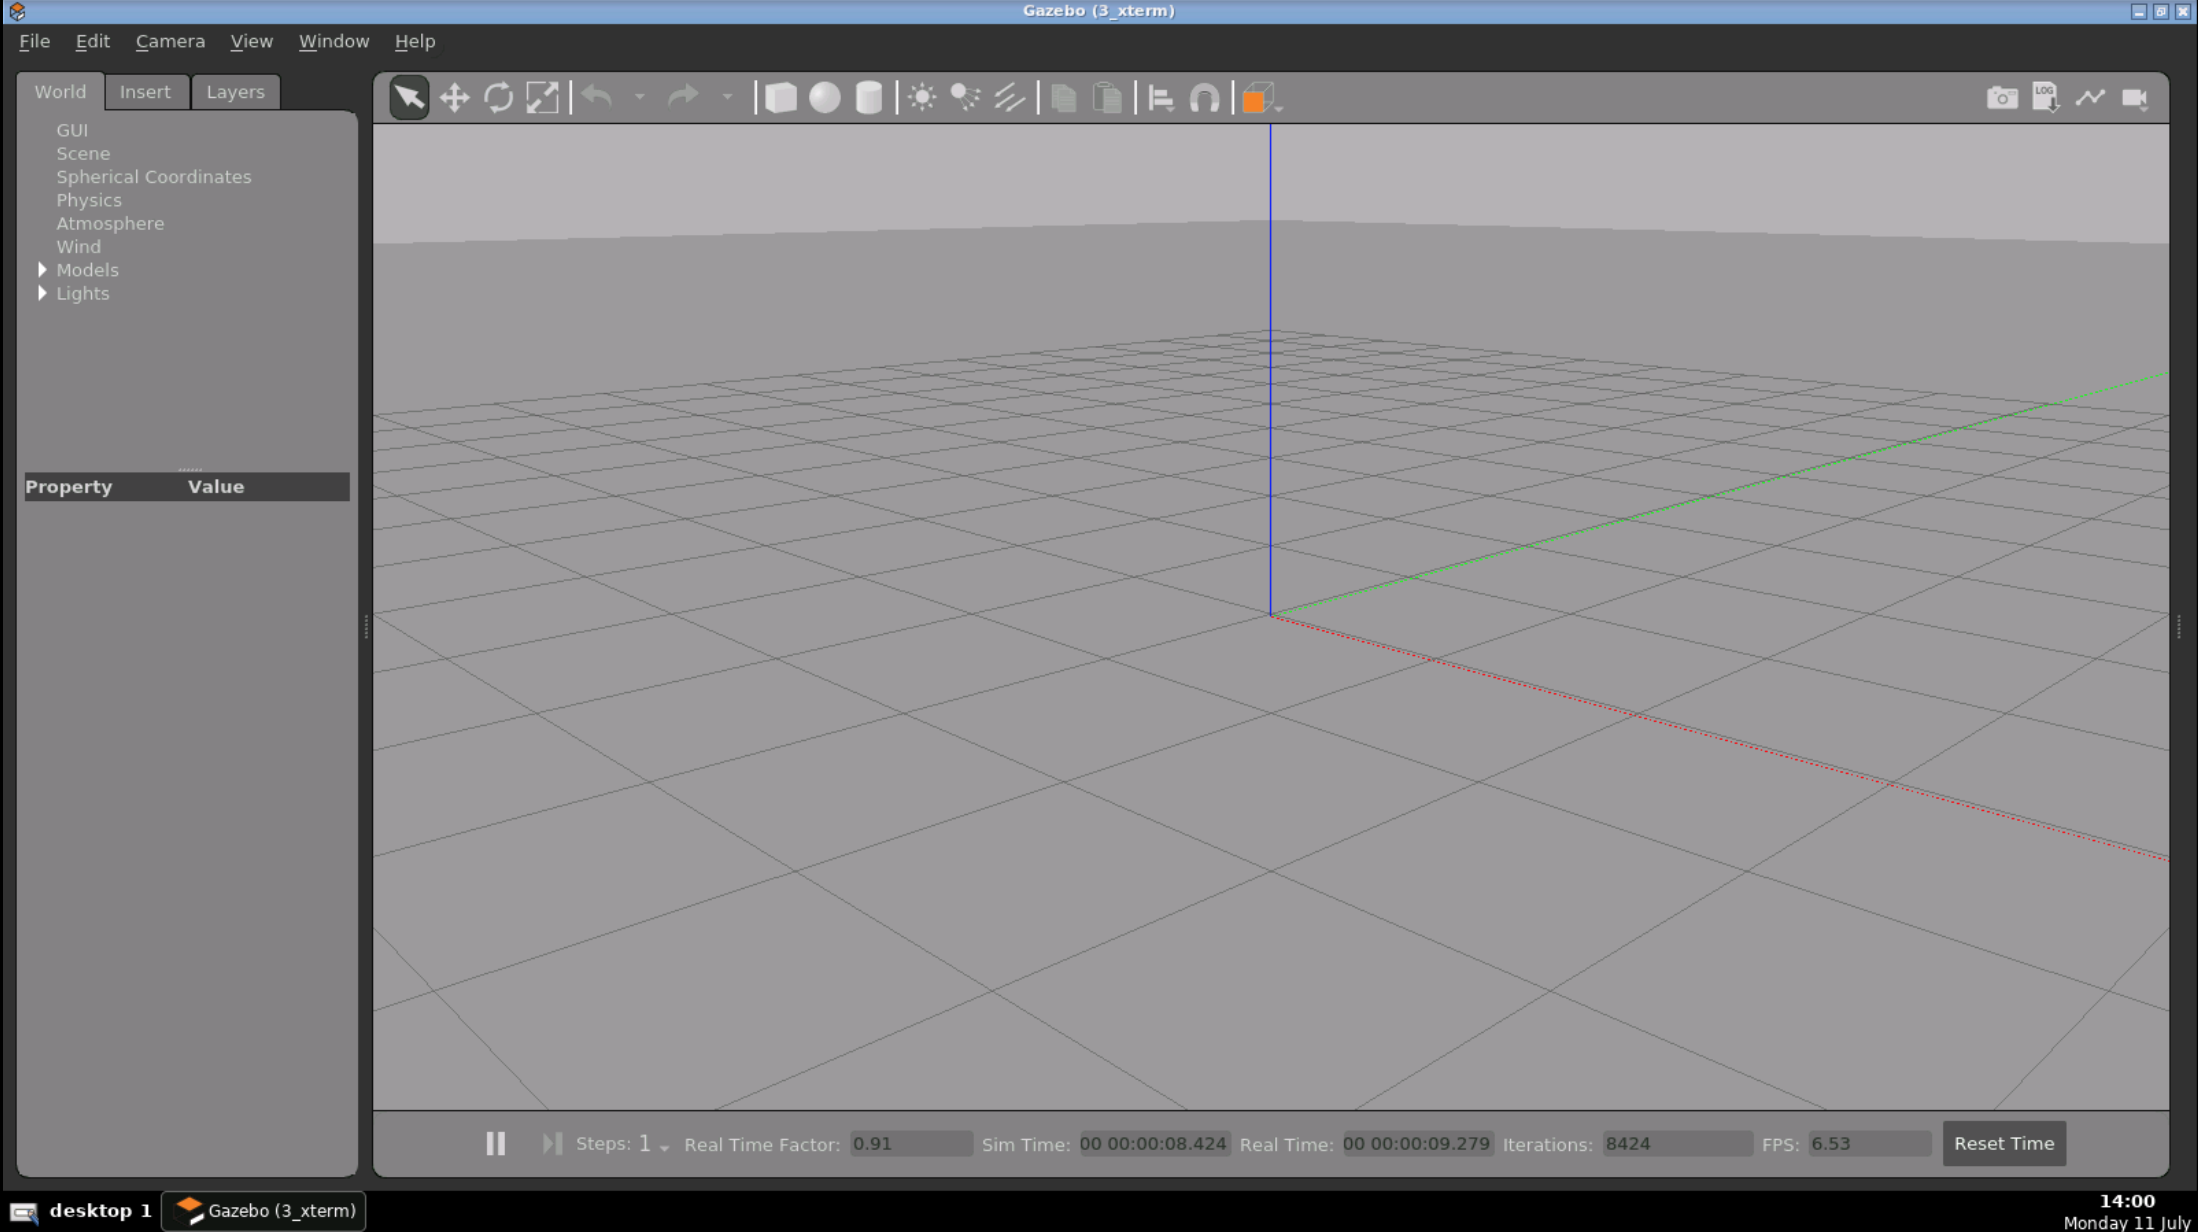 Gazebo (3_xterm)
File Edit Camera View Window Help
World Insert Layers
LOG
GUI
Scene
Spherical Coordinates
Physics
Atmosphere
Wind
Models
Lights
Property Value
Steps: 1 Real Time Factor: 0.91 Sim Time: 00 00:00:08.424 Real Time: 00 00:00:09.279 Iterations: 8424 FPS: 6.53 Reset Time
desktop 1 Gazebo (3_xterm)
14:00
Monday 11 July